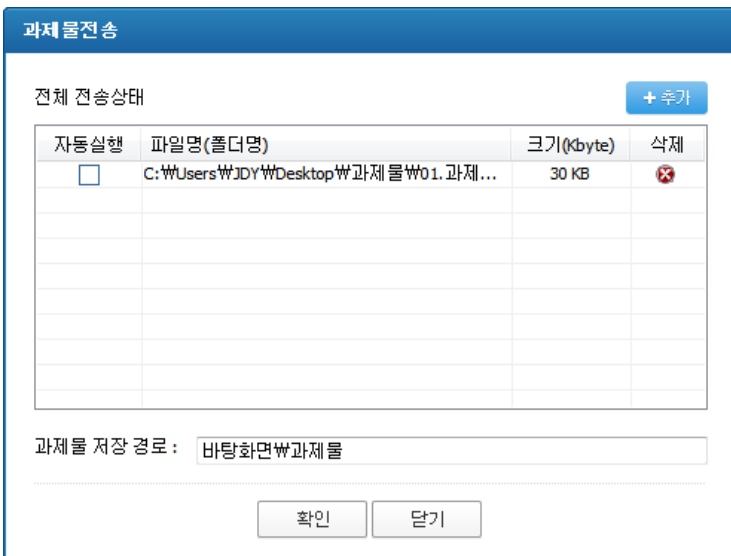 과제물전송
전체 전송상태
+ 추가
자동실행 파일명(폴더명) 크기(Kbyte) 삭제
C:₩Users₩JDY₩Desktop₩과제물₩01.과제... 30 KB
과제물 저장 경로 : 바탕화면₩과제물
확인 닫기